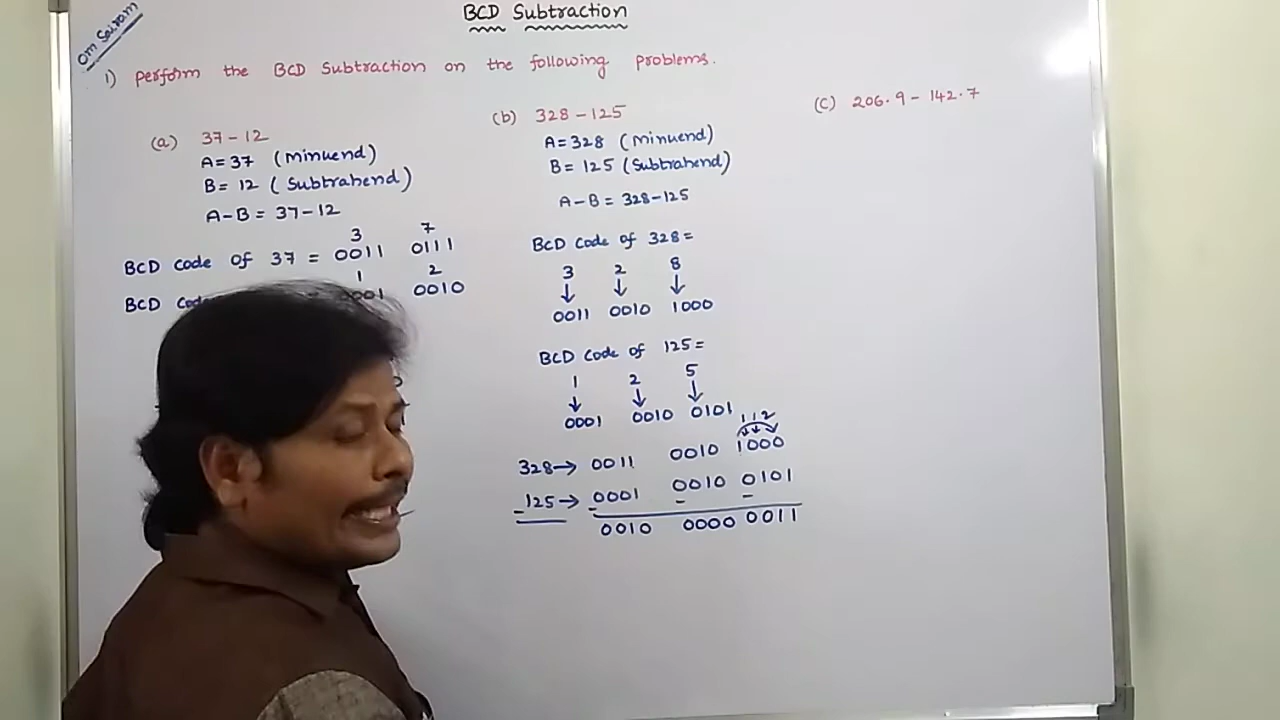 Om Sairam
BCD Subtraction
1) perform the BCD Subtraction on the following problems.
(a) 37-12
A=37 (Minuend)
B= 12 (Subtrahend)
A-B = 37-12
3 7
BCD Code of 37 = 0011 0111
1 2
BCD 0010
(b) 328-125
A=328 (Minuend)
B= 125 (Subtrahend)
A-B = 328-125
BCD Code of 328=
3 2 8
↓ ↓ ↓
0011 0010 1000
BCD Code of 125=
1 2 5
↓ ↓ ↓
0001 0010 0101
1 1 2
328→ 0011 0010 1000
-125→ 0001 0010 0101
0010 0000 0011
(C) 206.9-142.7